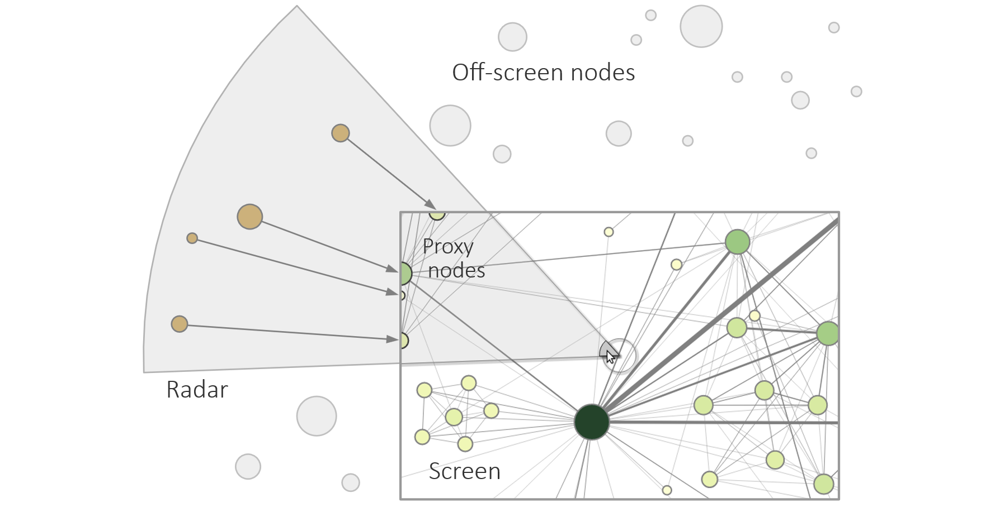 Off-screen nodes
Proxy
nodes
Radar
Screen